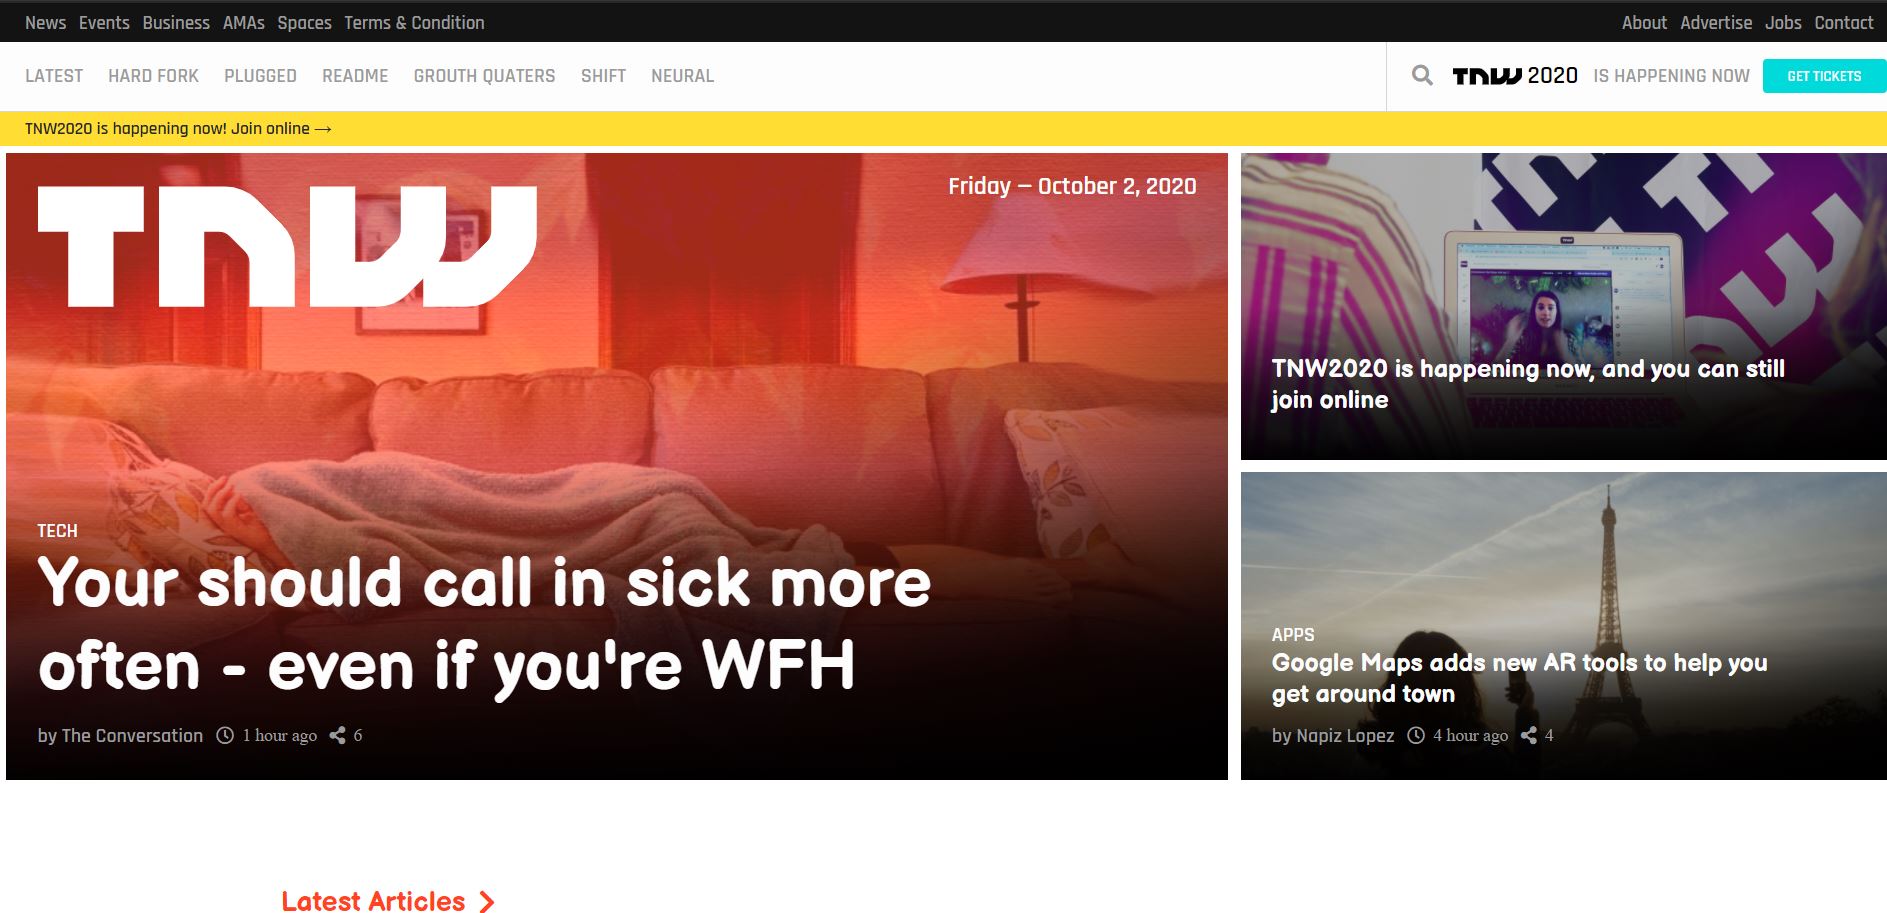 News Events Business AMAs Spaces Terms & Condition
About Advertise Jobs Contact
LATEST HARD FORK PLUGGED README GROUTH QUATERS SHIFT NEURAL
TNW 2020 IS HAPPENING NOW GET TICKETS
TNW2020 is happening now! Join online →
TNW
Friday – October 2, 2020
TECH
Your should call in sick more
often - even if you're WFH
by The Conversation 1 hour ago 6
TNW2020 is happening now, and you can still
join online
APPS
Google Maps adds new AR tools to help you
get around town
by Napiz Lopez 4 hour ago 4
Latest Articles